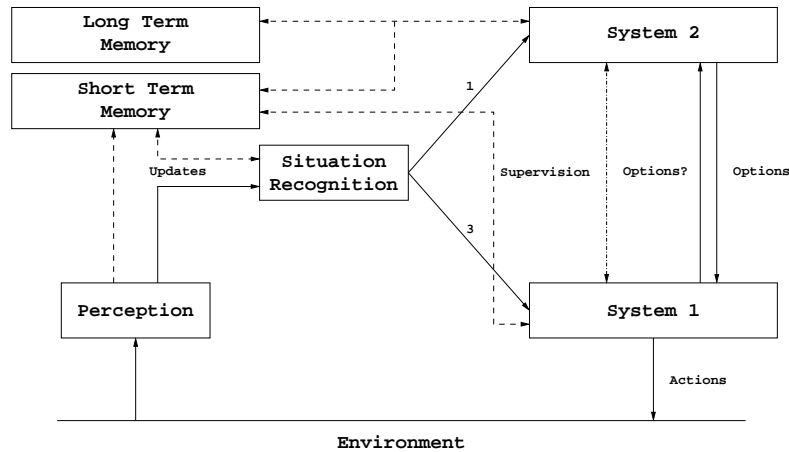 Long Term
Memory
System 2
Short Term
Memory
1
Situation
Recognition
Updates
Supervision
Options?
Options
3
Perception
System 1
Actions
Environment